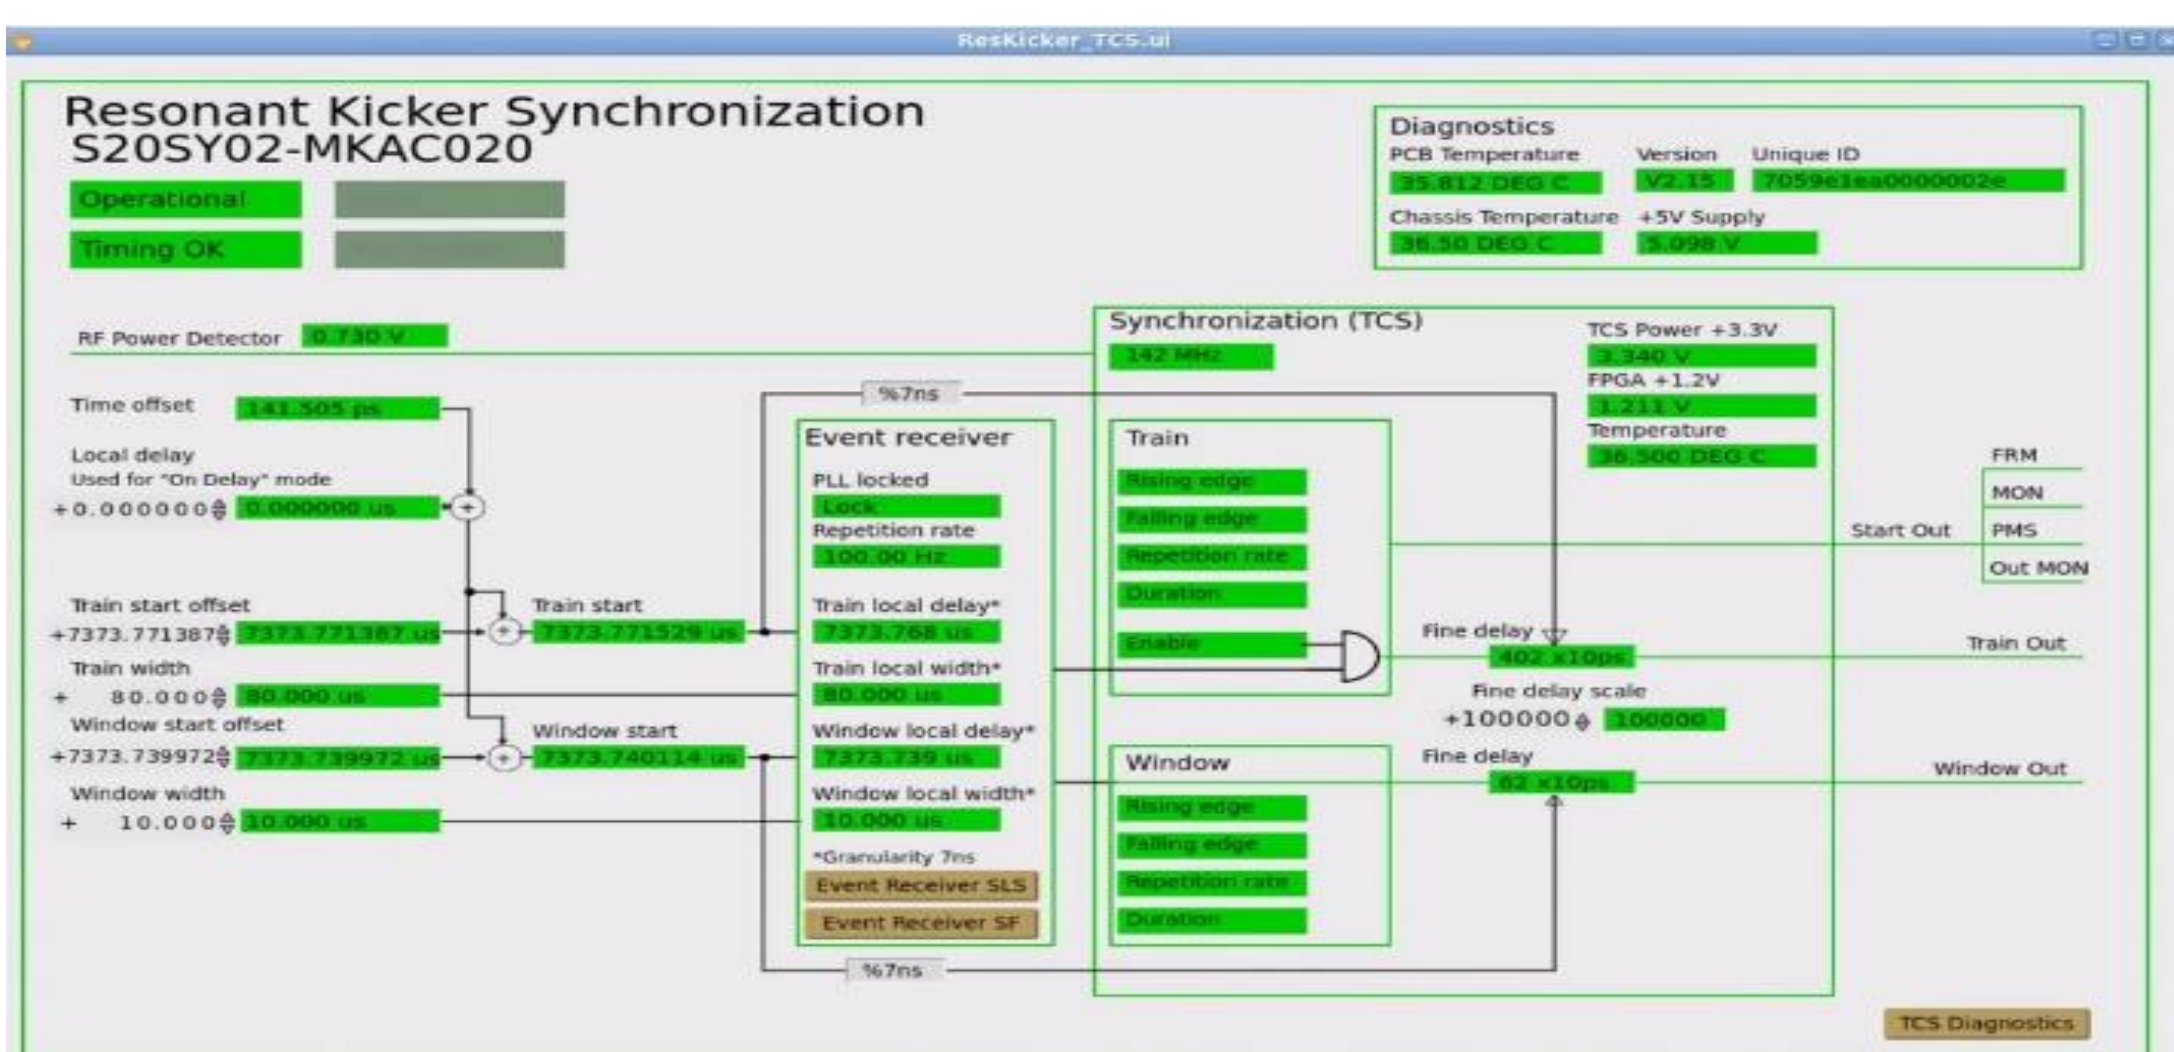 ResKicker_TCS.ui
Resonant Kicker Synchronization
S20SY02-MKAC020
Operational
Timing OK
Diagnostics
PCB Temperature Version Unique ID
35.812 DEG C V2.15 7059e1ea0000002e
Chassis Temperature +5V Supply
36.50 DEG C 5.098 V
RF Power Detector 0.730 V
Time offset 141.505 ps
Local delay
Used for "On Delay" mode
+0.000000 0.000000 us
+
Train start offset
+7373.771387 7373.771387 us
+
Train start
7373.771529 us
Train width
+ 80.000 80.000 us
Window start offset
+7373.739972 7373.739972 us
+
Window start
7373.740114 us
Window width
+ 10.000 10.000 us
%7ns
Event receiver
PLL locked
Lock
Repetition rate
100.00 Hz
Train local delay*
7373.768 us
Train local width*
80.000 us
Window local delay*
7373.739 us
Window local width*
10.000 us
*Granularity 7ns
Event Receiver SLS
Event Receiver SF
%7ns
Synchronization (TCS)
142 MHz
TCS Power +3.3V
3.340 V
FPGA +1.2V
1.211 V
Temperature
36.500 DEG C
Train
Rising edge
Falling edge
Repetition rate
Duration
Enable
Fine delay
402 x10ps
Fine delay scale
+100000 100000
Fine delay
62 x10ps
Window
Rising edge
Falling edge
Repetition rate
Duration
Start Out
FRM
MON
PMS
Out MON
Train Out
Window Out
TCS Diagnostics